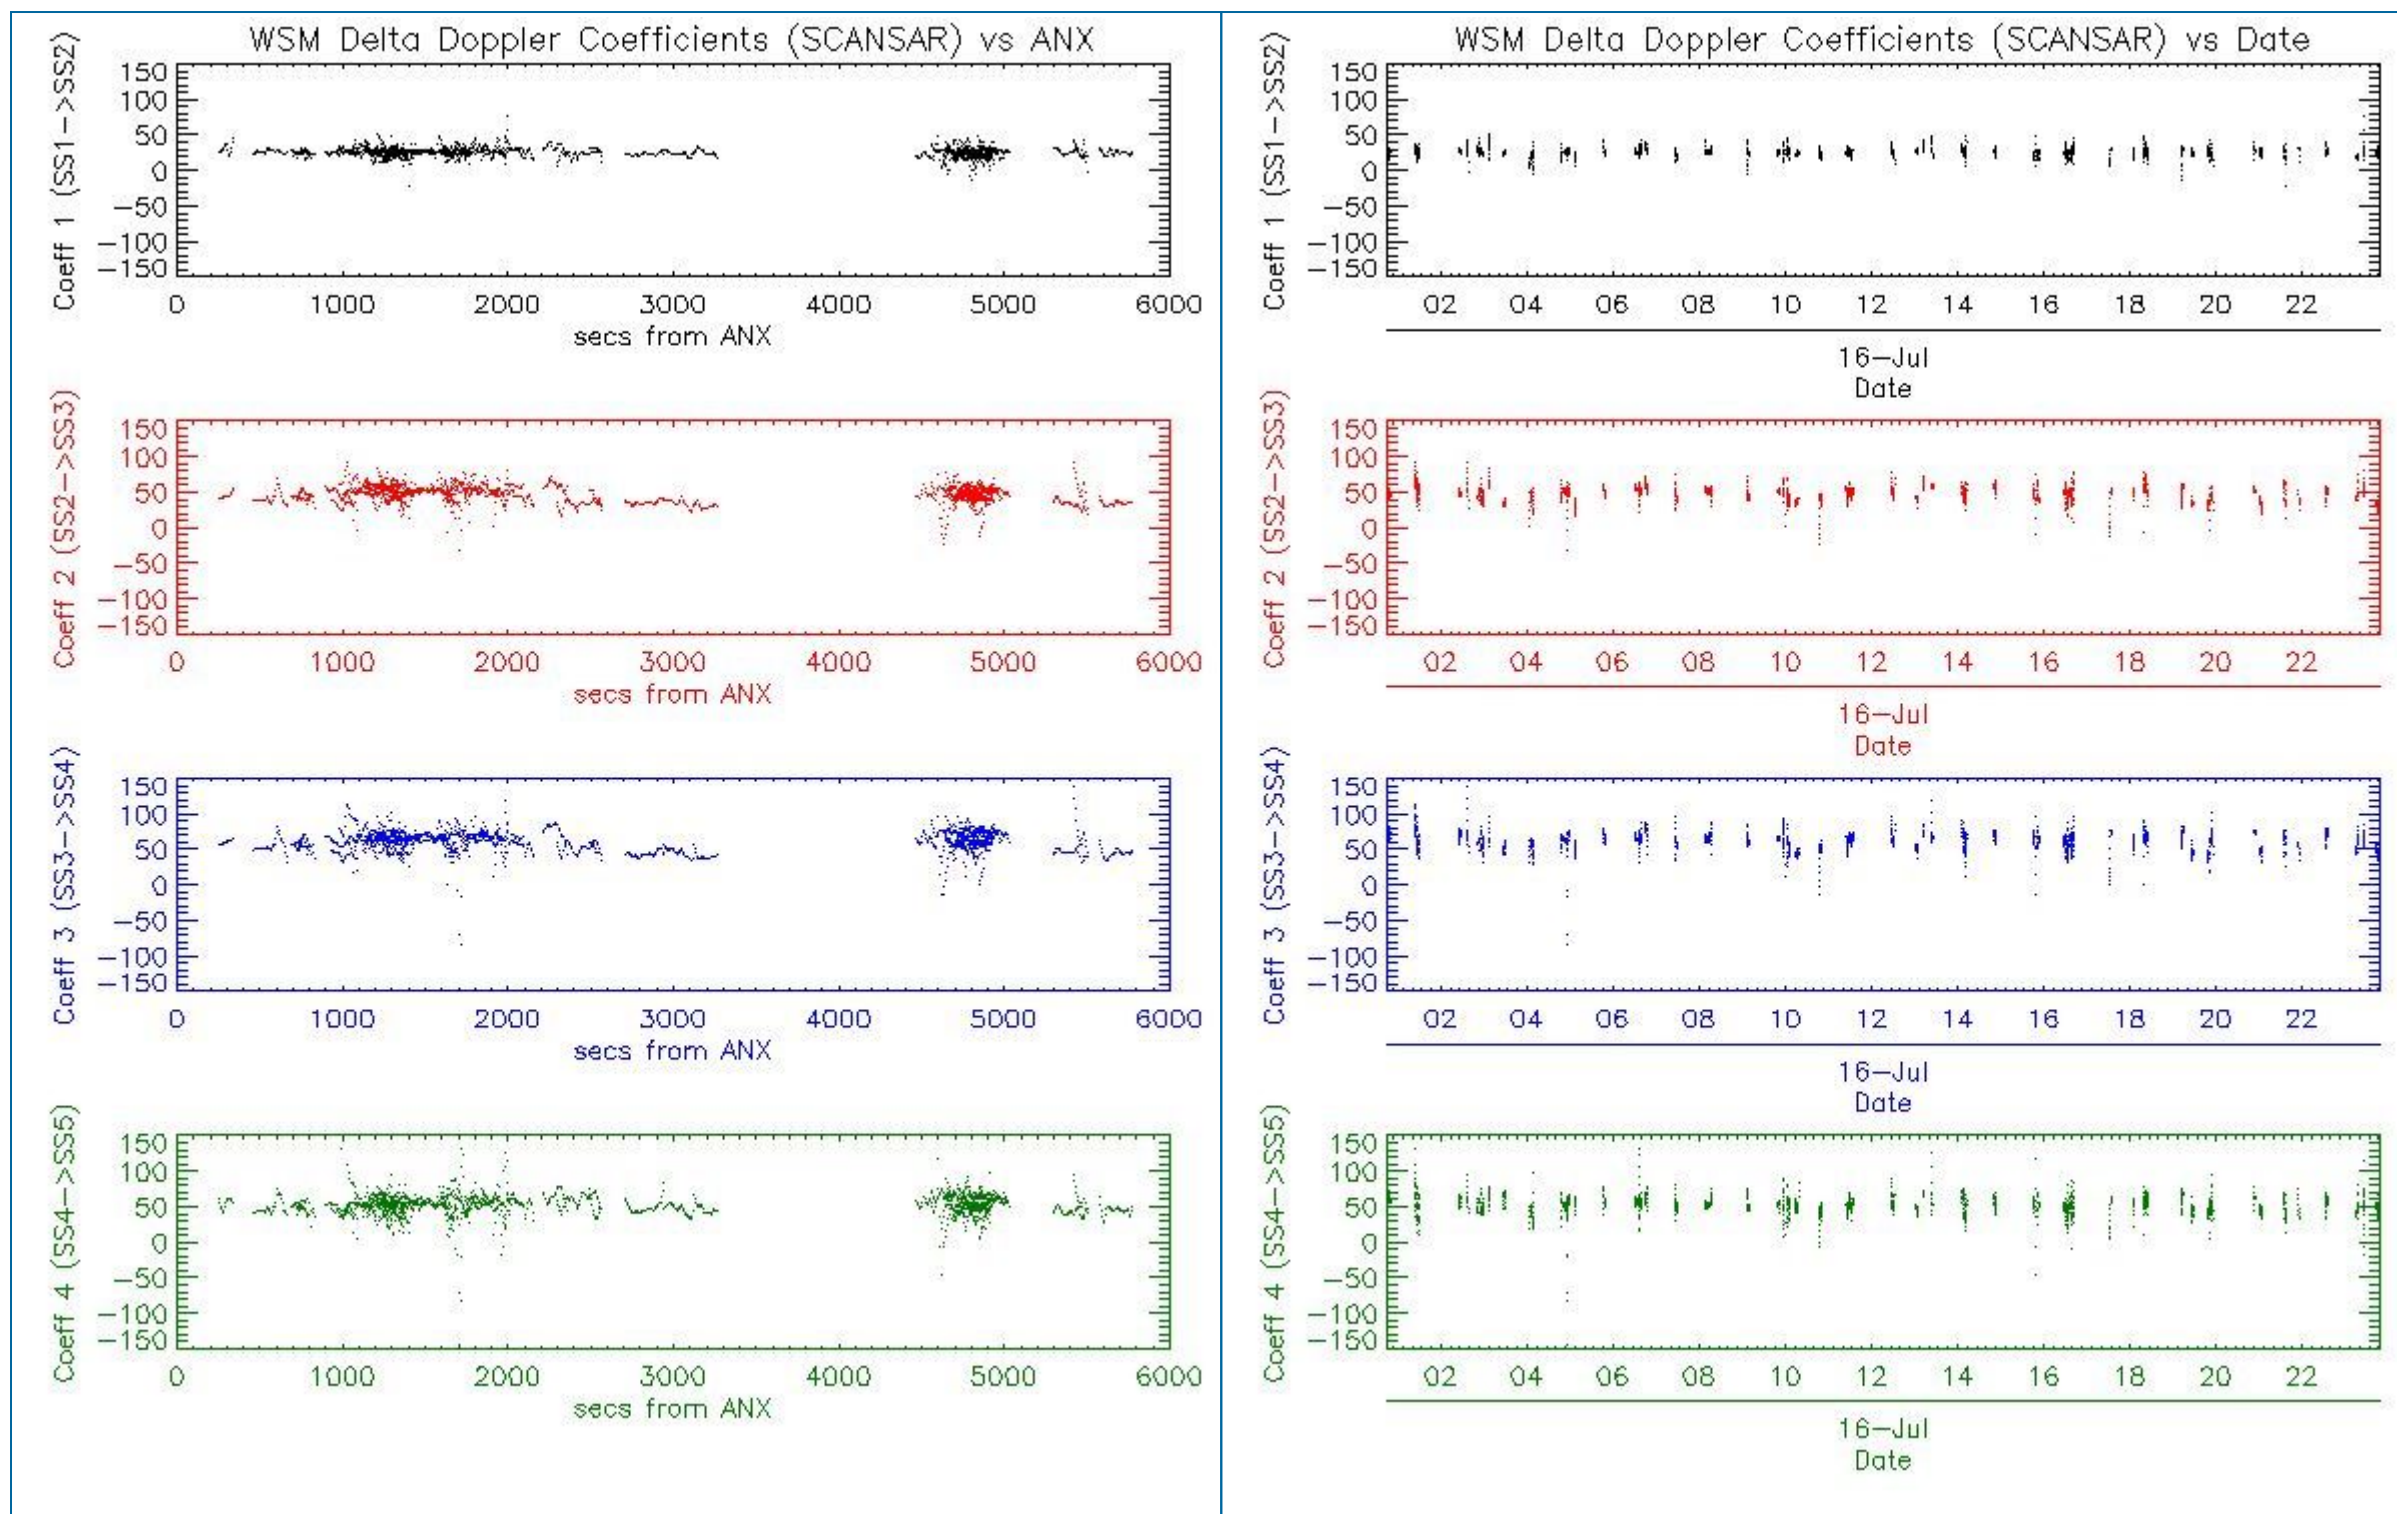 WSM Delta Doppler Coefficients (SCANSAR) vs ANX
Coeff 1 (SS1->SS2)
150
100
50
0
-50
-100
-150
0 1000 2000 3000 4000 5000 6000
secs from ANX
Coeff 2 (SS2->SS3)
150
100
50
0
-50
-100
-150
0 1000 2000 3000 4000 5000 6000
secs from ANX
Coeff 3 (SS3->SS4)
150
100
50
0
-50
-100
-150
0 1000 2000 3000 4000 5000 6000
secs from ANX
Coeff 4 (SS4->SS5)
150
100
50
0
-50
-100
-150
0 1000 2000 3000 4000 5000 6000
secs from ANX
WSM Delta Doppler Coefficients (SCANSAR) vs Date
Coeff 1 (SS1->SS2)
150
100
50
0
-50
-100
-150
02 04 06 08 10 12 14 16 18 20 22
16-Jul
Date
Coeff 2 (SS2->SS3)
150
100
50
0
-50
-100
-150
02 04 06 08 10 12 14 16 18 20 22
16-Jul
Date
Coeff 3 (SS3->SS4)
150
100
50
0
-50
-100
-150
02 04 06 08 10 12 14 16 18 20 22
16-Jul
Date
Coeff 4 (SS4->SS5)
150
100
50
0
-50
-100
-150
02 04 06 08 10 12 14 16 18 20 22
16-Jul
Date